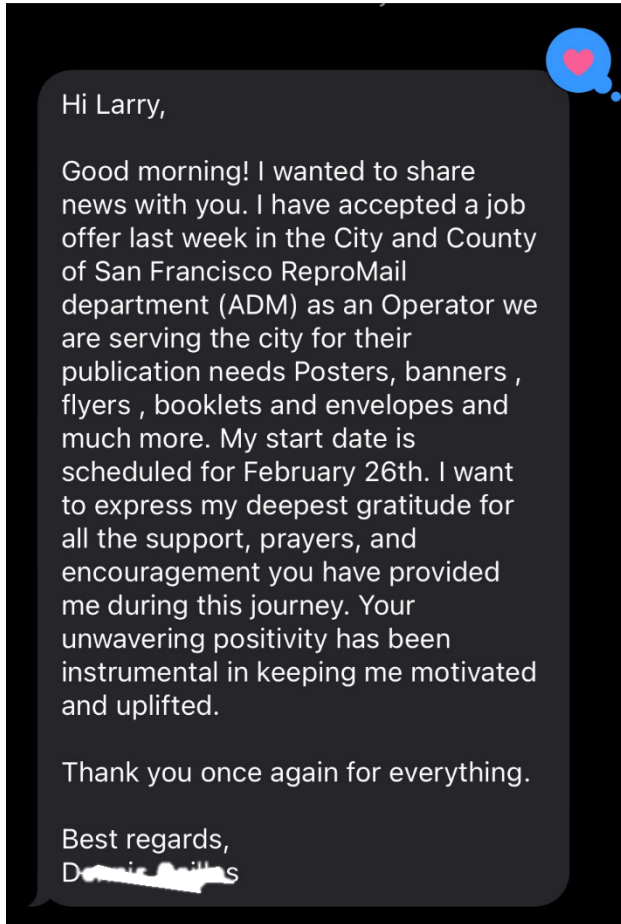 Hi Larry,
Good morning! I wanted to share
news with you. I have accepted a job
offer last week in the City and County
of San Francisco ReproMail
department (ADM) as an Operator we
are serving the city for their
publication needs Posters, banners ,
flyers , booklets and envelopes and
much more. My start date is
scheduled for February 26th. I want
to express my deepest gratitude for
all the support, prayers, and
encouragement you have provided
me during this journey. Your
unwavering positivity has been
instrumental in keeping me motivated
and uplifted.
Thank you once again for everything.
Best regards,